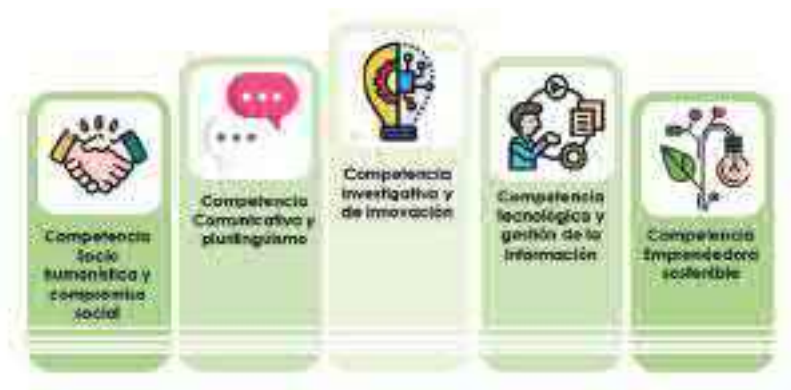 Competencia
Socio
humanística y
compromiso
social
Competencia
Comunicativa y
plurilingüismo
Competencia
investigativa y
de innovación
Competencia
tecnológica y
gestión de la
información
Competencia
Emprendedora
sostenible